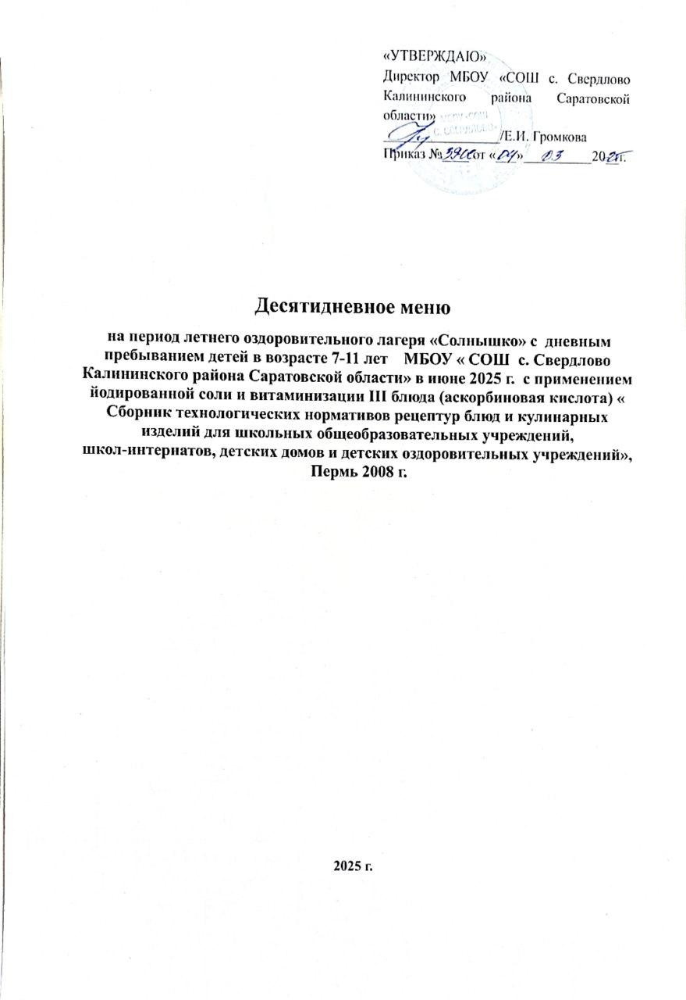 «УТВЕРЖДАЮ»
Директор МБОУ «СОШ с. Свердлово
Калининского района Саратовской
области»
/Е.И. Громкова
Приказ № от «04» 03 2025г.
Десятидневное меню
на период летнего оздоровительного лагеря «Солнышко» с дневным
пребыванием детей в возрасте 7-11 лет МБОУ « СОШ с. Свердлово
Калининского района Саратовской области» в июне 2025 г. с применением
йодированной соли и витаминизации III блюда (аскорбиновая кислота) «
Сборник технологических нормативов рецептур блюд и кулинарных
изделий для школьных общеобразовательных учреждений,
школ-интернатов, детских домов и детских оздоровительных учреждений»,
Пермь 2008 г.
2025 г.